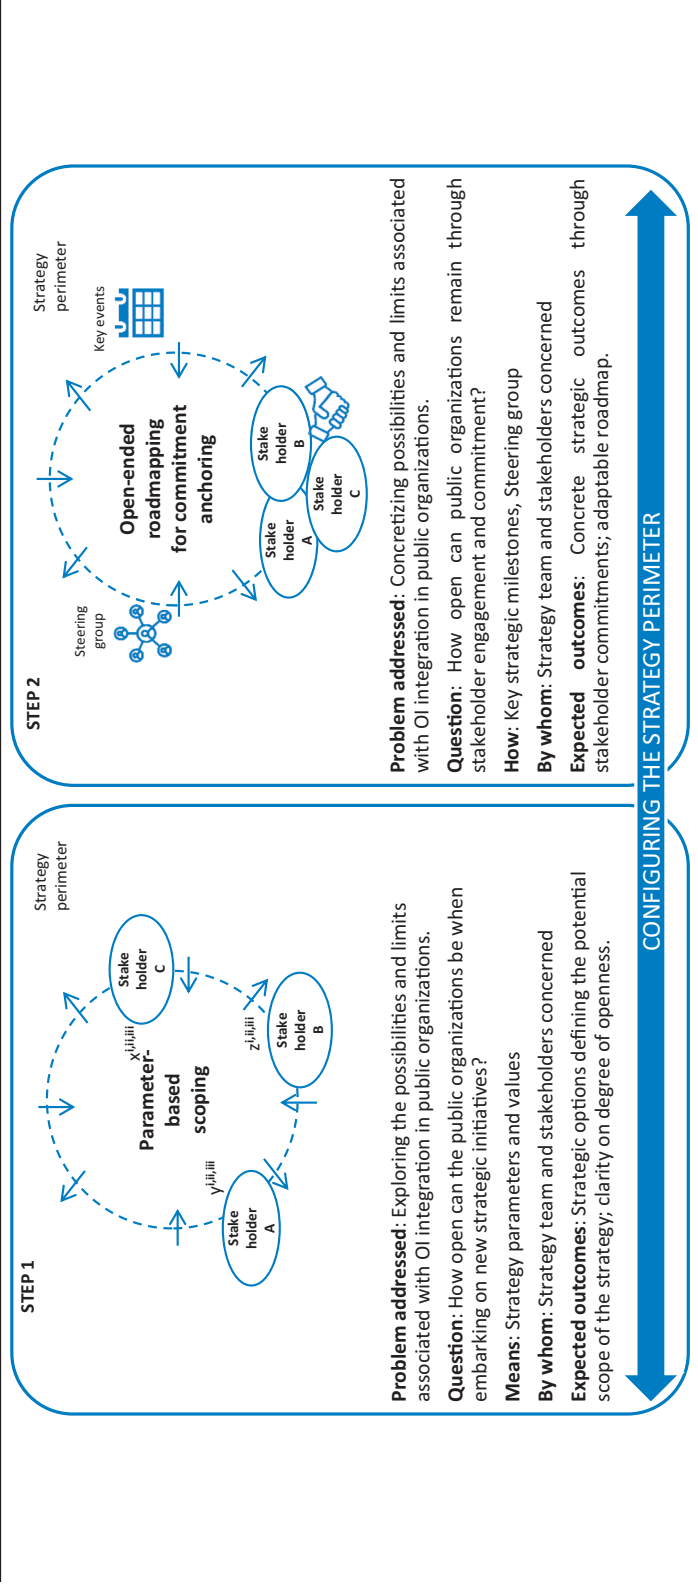 STEP 1
Strategy
perimeter
Stake
holder
C
xi,ii,iii
Parameter-
based
scoping
yi,ii,iii
zi,ii,iii
Stake
holder
A
Stake
holder
B
Problem addressed: Exploring the possibilities and limits
associated with OI integration in public organizations.
Question: How open can the public organizations be when
embarking on new strategic initiatives?
Means: Strategy parameters and values
By whom: Strategy team and stakeholders concerned
Expected outcomes: Strategic options defining the potential
scope of the strategy; clarity on degree of openness.
STEP 2
Strategy
perimeter
Steering
group
Key events
Open-ended
roadmapping
for commitment
anchoring
Stake
holder
A
Stake
holder
B
Stake
holder
C
Problem addressed: Concretizing possibilities and limits associated
with OI integration in public organizations.
Question: How open can public organizations remain through
stakeholder engagement and commitment?
How: Key strategic milestones, Steering group
By whom: Strategy team and stakeholders concerned
Expected outcomes: Concrete strategic outcomes through
stakeholder commitments; adaptable roadmap.
CONFIGURING THE STRATEGY PERIMETER